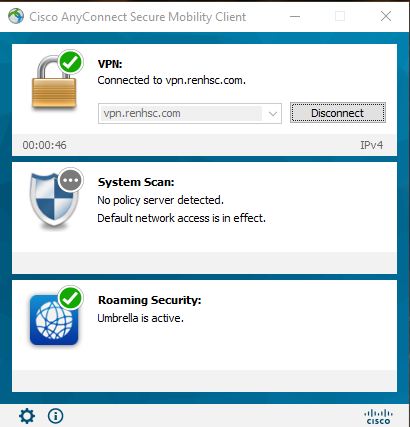 Cisco AnyConnect Secure Mobility Client
VPN:
Connected to vpn.renhsc.com.
vpn.renhsc.com
Disconnect
00:00:46
IPv4
System Scan:
No policy server detected.
Default network access is in effect.
Roaming Security:
Umbrella is active.
CISCO